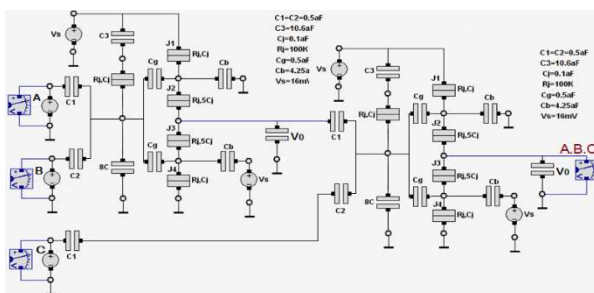 Vs
C3
J1
Rj,Cj
Rj,Cj
Cg
Cb
J2
Rj,5Cj
A
C1
J3
Rj,5Cj
V0
B
C2
8C
Cg
Cb
J4
Rj,Cj
Vs
C
C1
C1=C2=0.5aF
C3=10.6aF
Cj=0.1aF
Rj=100K
Cg=0.5aF
Cb=4.25a
Vs=16mV
Vs
C3
J1
Rj,Cj
Rj,Cj
Cg
Cb
J2
Rj,5Cj
C1
J3
Rj,5Cj
V0
C2
8C
Cg
Cb
J4
Rj,Cj
Vs
C1=C2=0.5aF
C3=10.6aF
Cj=0.1aF
Rj=100K
Cg=0.5aF
Cb=4.25aF
Vs=16mV
A.B.C